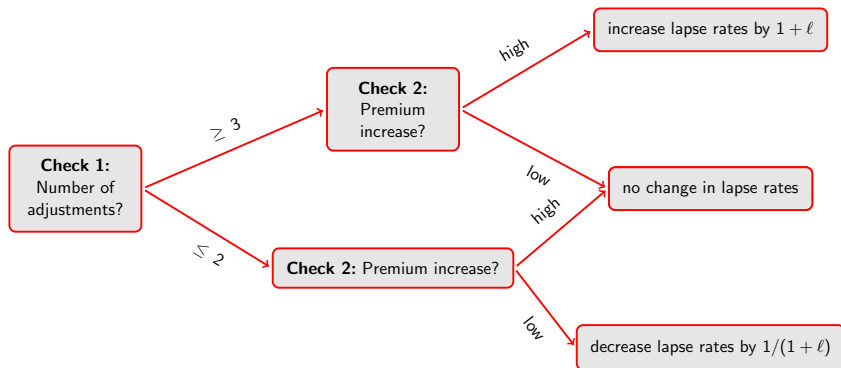 Check 1:
Number of
adjustments?
≥ 3
≤ 2
Check 2:
Premium
increase?
high
low
Check 2: Premium increase?
high
low
increase lapse rates by 1 + ℓ
no change in lapse rates
decrease lapse rates by 1/(1 + ℓ)